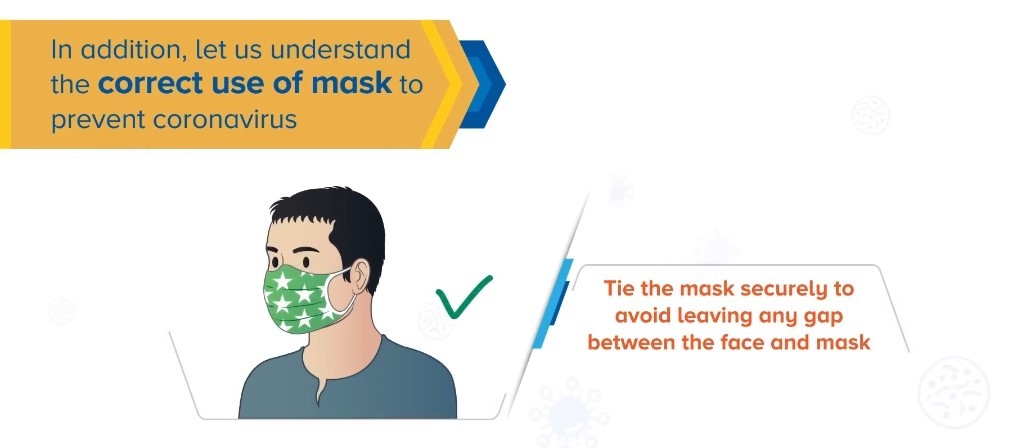 In addition, let us understand
the correct use of mask to
prevent coronavirus
Tie the mask securely to
avoid leaving any gap
between the face and mask